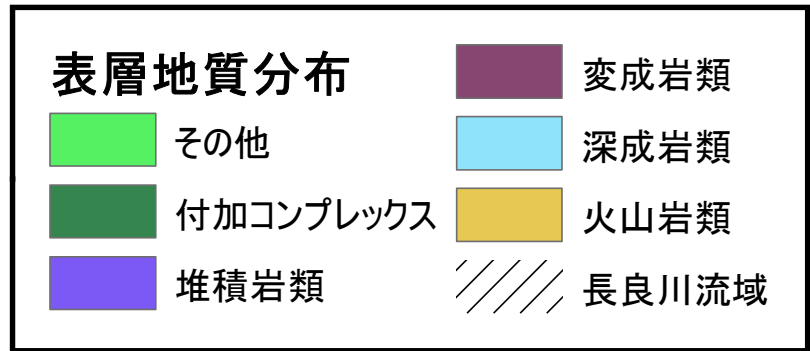 表層地質分布
その他
付加コンプレックス
堆積岩類
変成岩類
深成岩類
火山岩類
長良川流域